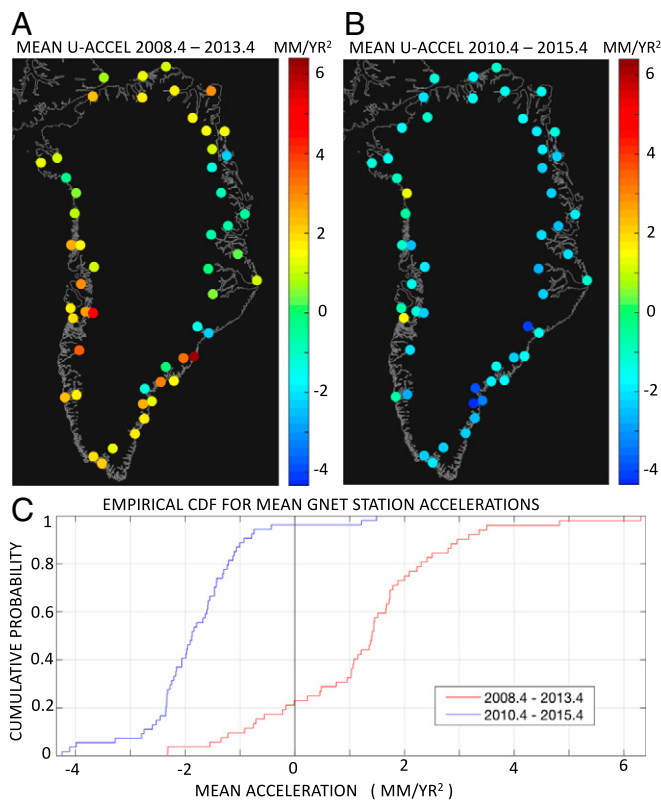 A
MEAN U-ACCEL 2008.4 – 2013.4 MM/YR²
6
4
2
0
-2
-4
B
MEAN U-ACCEL 2010.4 – 2015.4 MM/YR²
6
4
2
0
-2
-4
C
EMPIRICAL CDF FOR MEAN GNET STATION ACCELERATIONS
CUMULATIVE PROBABILITY
1
0.8
0.6
0.4
0.2
0
2008.4 - 2013.4
2010.4 - 2015.4
-4 -2 0 2 4 6
MEAN ACCELERATION ( MM/YR² )